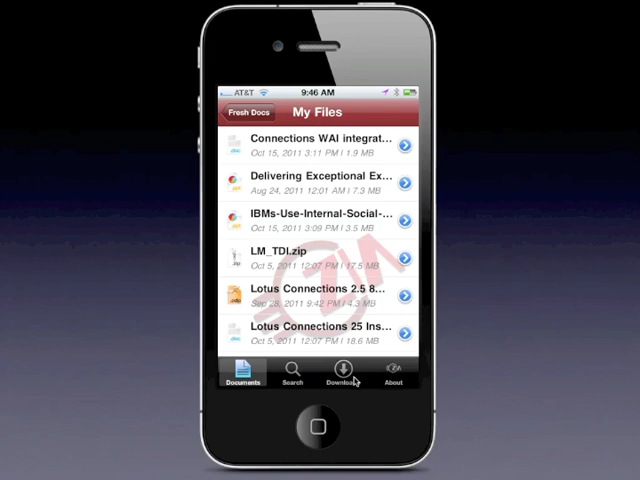 AT&T 9:46 AM
Fresh Docs My Files
Connections WAI integrat...
Oct 15, 2011 3:11 PM | 1.9 MB
Delivering Exceptional Ex...
Aug 24, 2011 12:01 AM | 7.3 MB
IBMs-Use-Internal-Social-...
Oct 15, 2011 3:09 PM | 3.5 MB
LM_TDI.zip
Oct 5, 2011 12:07 PM | 17.5 MB
Lotus Connections 2.5 8...
Sep 28, 2011 9:42 PM | 4.3 MB
Lotus Connections 25 Ins...
Oct 5, 2011 12:07 PM | 18.6 MB
Documents Search Downloads About